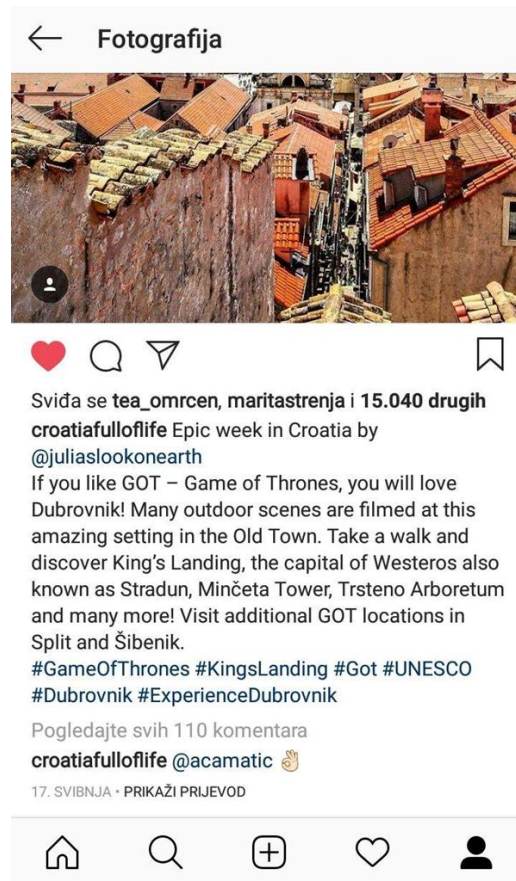 Fotografija
Sviđa se tea_omrcen, maritastrenja i 15.040 drugih
croatiafulloflife Epic week in Croatia by
@juliaslookonearth
If you like GOT – Game of Thrones, you will love
Dubrovnik! Many outdoor scenes are filmed at this
amazing setting in the Old Town. Take a walk and
discover King's Landing, the capital of Westeros also
known as Stradun, Minčeta Tower, Trsteno Arboretum
and many more! Visit additional GOT locations in
Split and Šibenik.
#GameOfThrones #KingsLanding #Got #UNESCO
#Dubrovnik #ExperienceDubrovnik
Pogledajte svih 110 komentara
croatiafulloflife @acamatic 👌🏻
17. SVIBNJA • PRIKAŽI PRIJEVOD